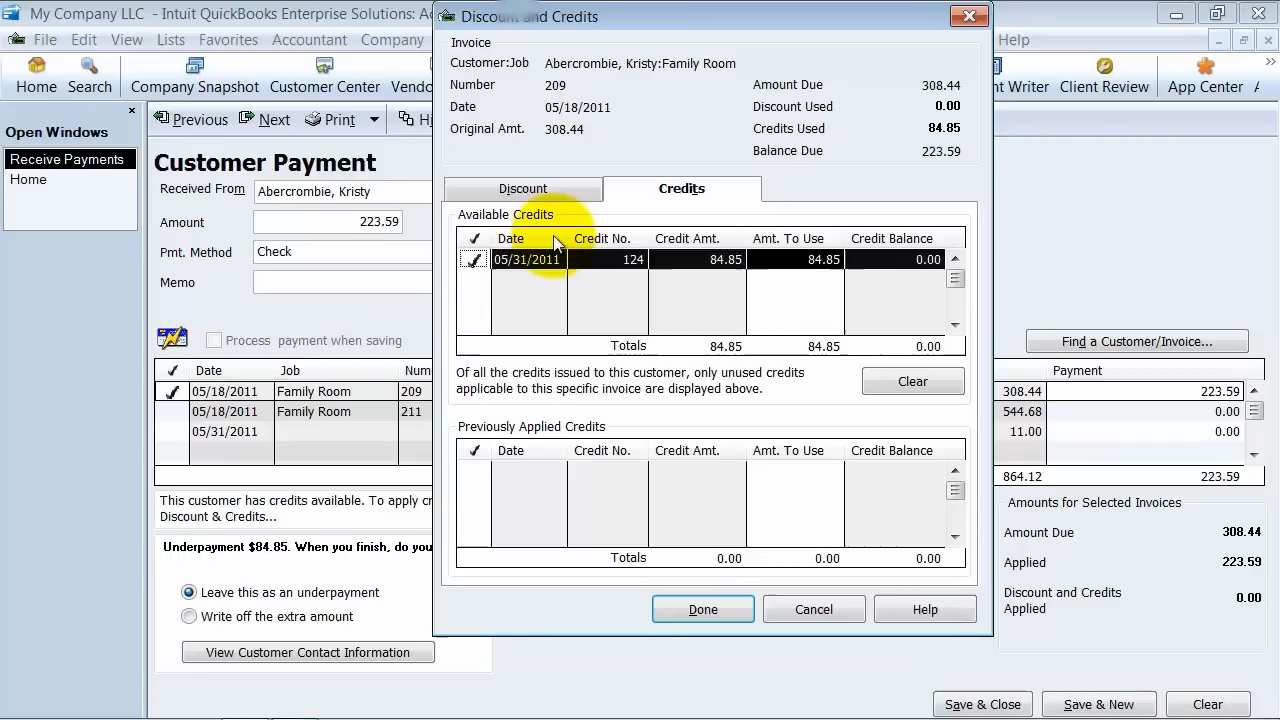 My Company LLC - Intuit QuickBooks Enterprise Solutions: Ac
Discount and Credits
File Edit View Lists Favorites Accountant Company Help
Home Search Company Snapshot Customer Center Vendo nt Writer Client Review App Center
Open Windows
Receive Payments
Home
Previous Next Print Hi
Customer Payment
Received From Abercrombie, Kristy
Amount 223.59
Pmt. Method Check
Memo
Process payment when saving
Date Job Num
05/18/2011 Family Room 209
05/18/2011 Family Room 211
05/31/2011
This customer has credits available. To apply cr
Discount & Credits...
Underpayment $84.85. When you finish, do you
Leave this as an underpayment
Write off the extra amount
View Customer Contact Information
Invoice
Customer:Job Abercrombie, Kristy:Family Room
Number 209 Amount Due 308.44
Date 05/18/2011 Discount Used 0.00
Original Amt. 308.44 Credits Used 84.85
Balance Due 223.59
Discount Credits
Available Credits
Date Credit No. Credit Amt. Amt. To Use Credit Balance
05/31/2011 124 84.85 84.85 0.00
Totals 84.85 84.85 0.00
Of all the credits issued to this customer, only unused credits
applicable to this specific invoice are displayed above.
Clear
Previously Applied Credits
Date Credit No. Credit Amt. Amt. To Use Credit Balance
Totals 0.00 0.00 0.00
Done Cancel Help
Find a Customer/Invoice...
Payment
308.44 223.59
544.68 0.00
11.00 0.00
864.12 223.59
Amounts for Selected Invoices
Amount Due 308.44
Applied 223.59
Discount and Credits
Applied 0.00
Save & Close Save & New Clear